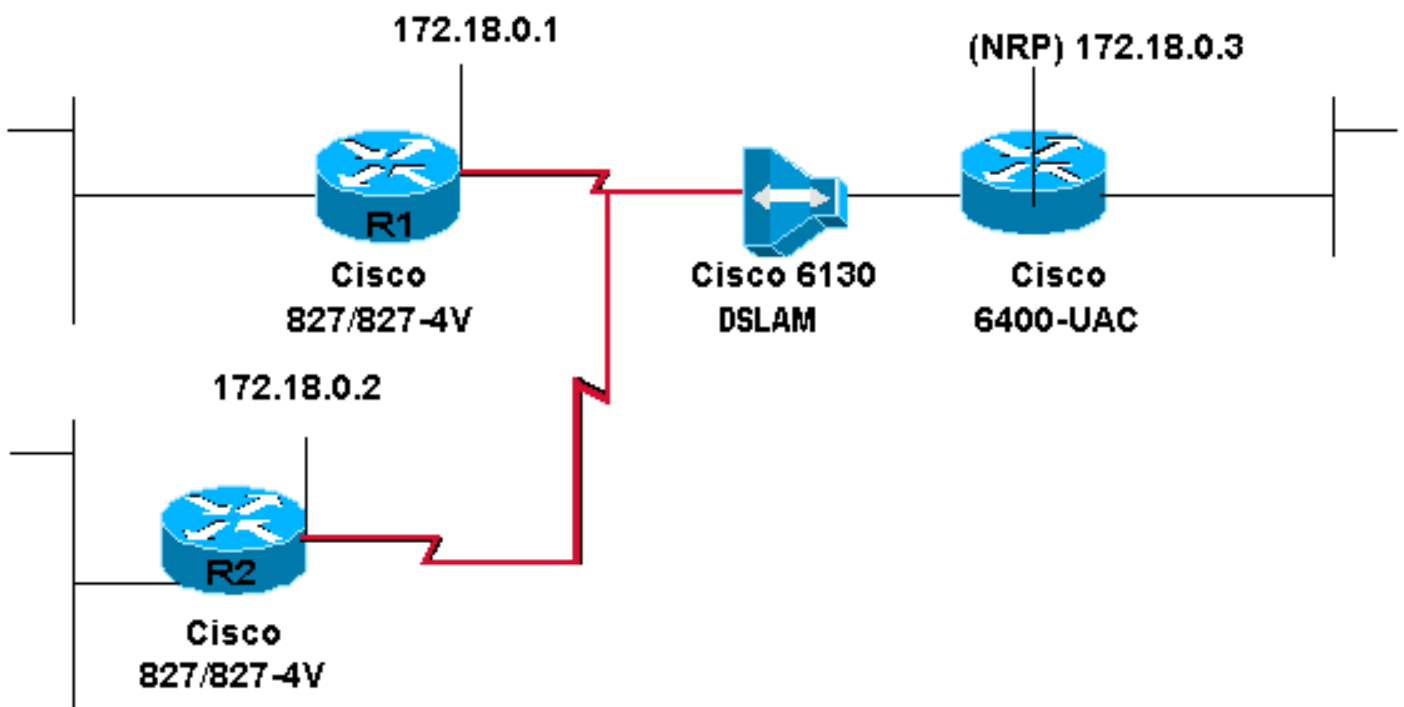 172.18.0.1
(NRP) 172.18.0.3
R1
Cisco
827/827-4V
Cisco 6130
DSLAM
Cisco
6400-UAC
172.18.0.2
R2
Cisco
827/827-4V